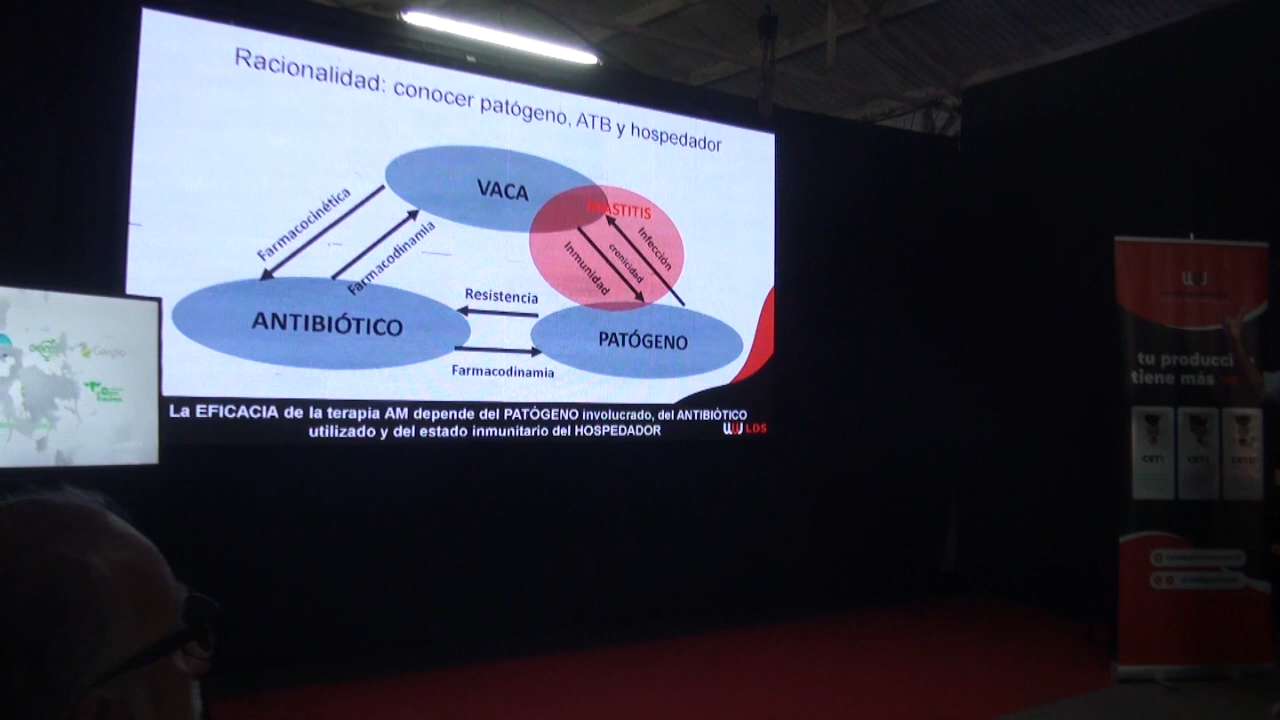 Racionalidad: conocer patógeno, ATB y hospedador
VACA
MASTITIS
Farmacocinética
Farmacodinamia
Infección
cronicidad
Inmunidad
Resistencia
ANTIBIÓTICO
PATÓGENO
Farmacodinamia
La EFICACIA de la terapia AM depende del PATÓGENO involucrado, del ANTIBIÓTICO
utilizado y del estado inmunitario del HOSPEDADOR
LDS
Google
tu producci
tiene más